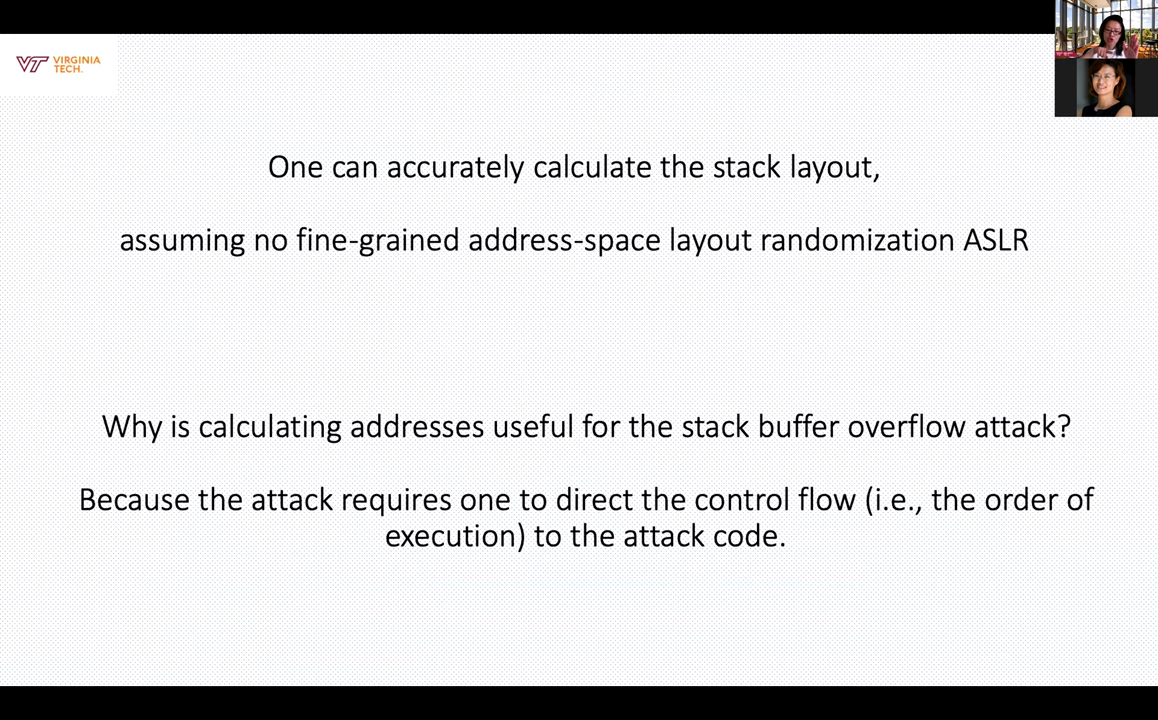 VT VIRGINIA
TECH.
One can accurately calculate the stack layout,
assuming no fine-grained address-space layout randomization ASLR
Why is calculating addresses useful for the stack buffer overflow attack?
Because the attack requires one to direct the control flow (i.e., the order of
execution) to the attack code.